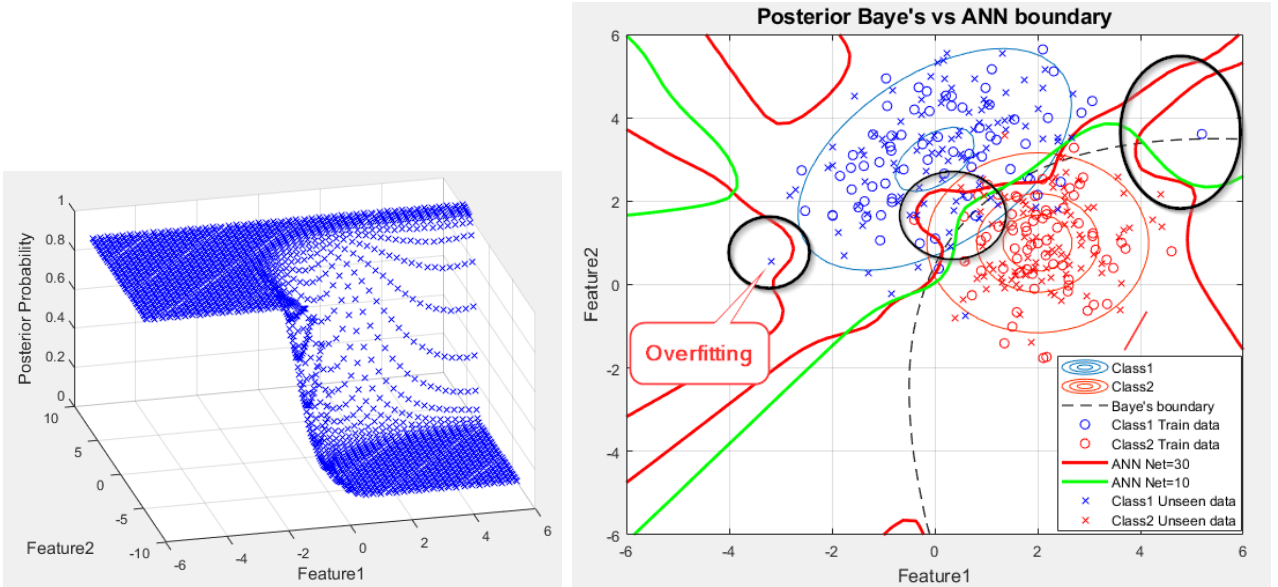 Posterior Baye's vs ANN boundary
1
0.8
0.6
0.4
0.2
0
Posterior Probability
10
5
0
-5
-10
Feature2
-6
-4
-2
0
2
4
6
Feature1
6
4
2
0
-2
-4
-6
Feature2
Overfitting
Class1
Class2
Baye's boundary
Class1 Train data
Class2 Train data
ANN Net=30
ANN Net=10
Class1 Unseen data
Class2 Unseen data
-6
-4
-2
0
2
4
6
Feature1